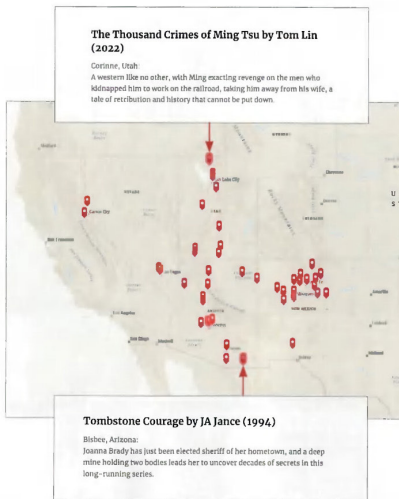 The Thousand Crimes of Ming Tsu by Tom Lin
(2022)
Corinne, Utah:
A western like no other, with Ming exacting revenge on the men who
kidnapped him to work on the railroad, taking him away from his wife, a
tale of retribution and history that cannot be put down.
Lake City
Carson City
NEVADA
U
S
San Francisco
Los Angeles
San Diego
NEW MEXICO
Tombstone Courage by JA Jance (1994)
Bisbee, Arizona:
Joanna Brady has just been elected sheriff of her hometown, and a deep
mine holding two bodies leads her to uncover decades of secrets in this
long-running series.